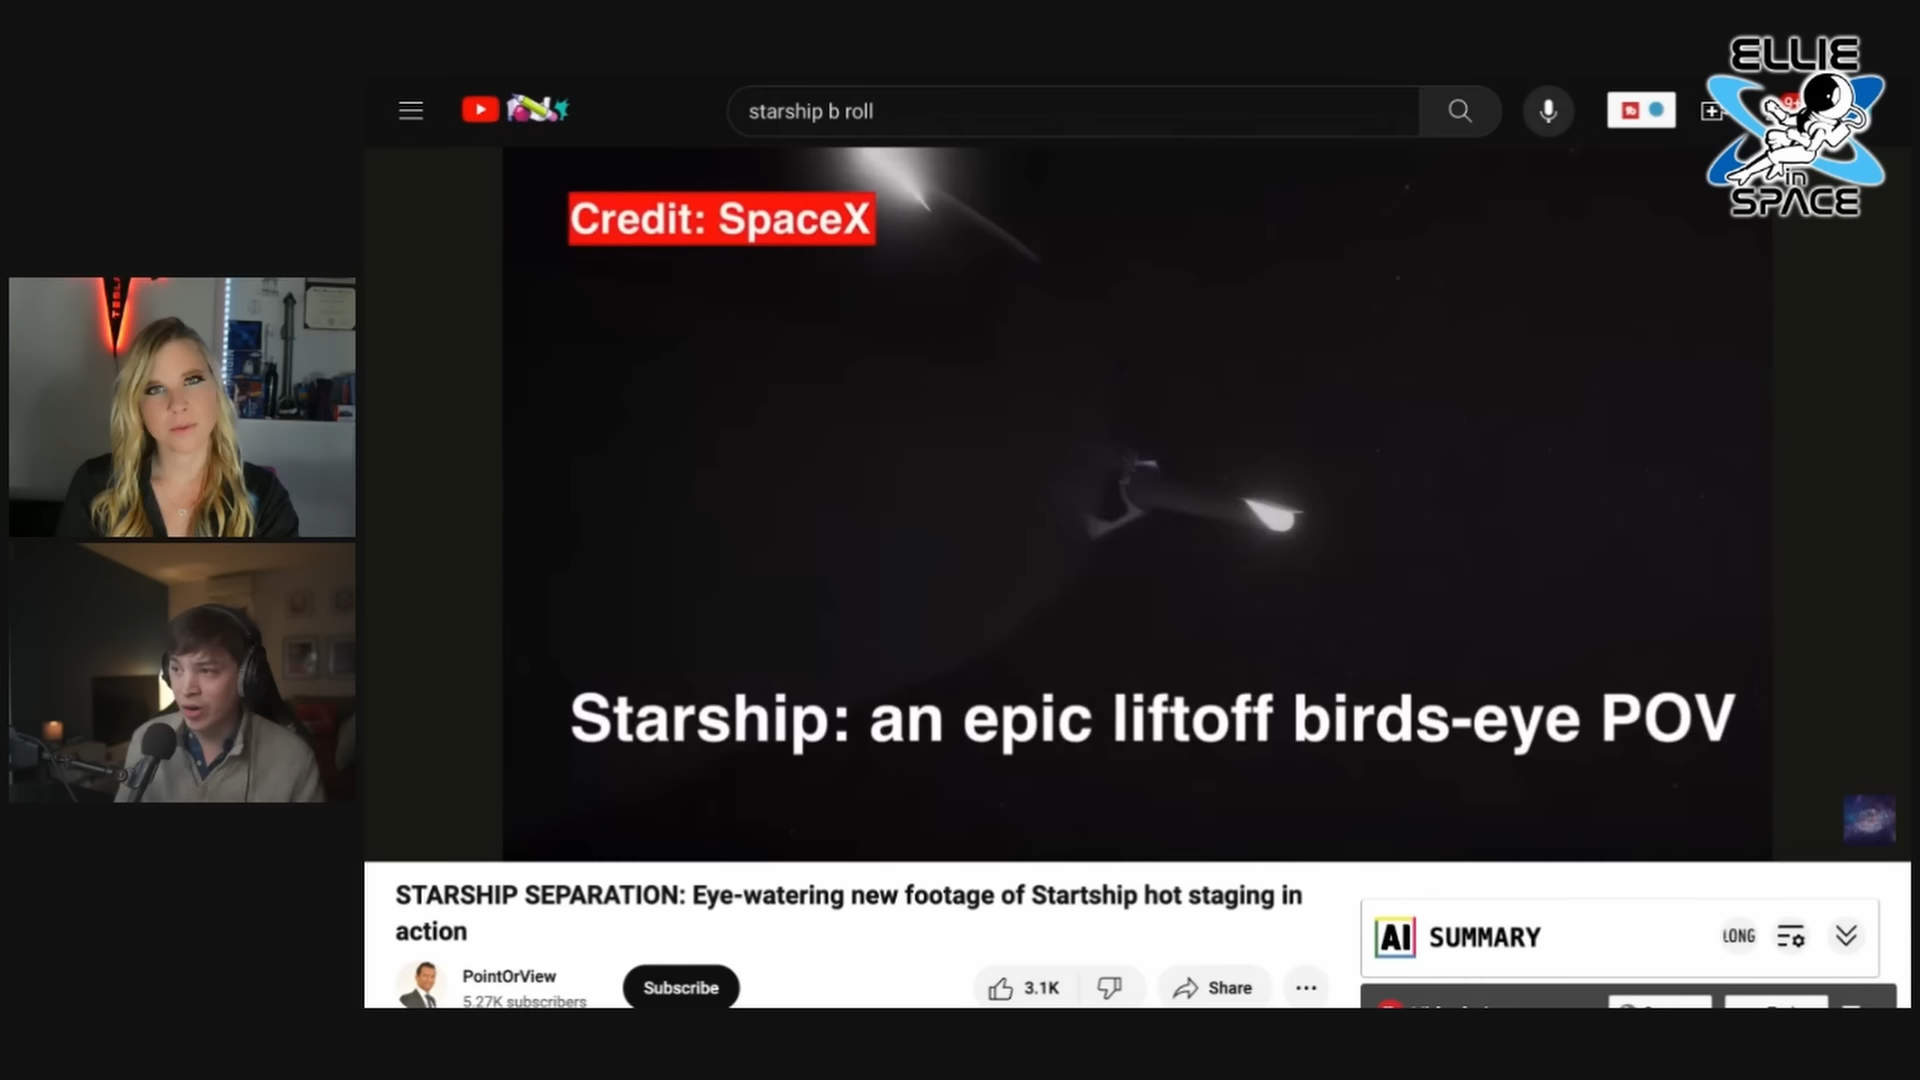 starship b roll
ELLIE
in
SPACE
Credit: SpaceX
TESLA
Starship: an epic liftoff birds-eye POV
STARSHIP SEPARATION: Eye-watering new footage of Startship hot staging in
action
PointOrView
5.27K subscribers
Subscribe
3.1K
Share
AI SUMMARY
LONG